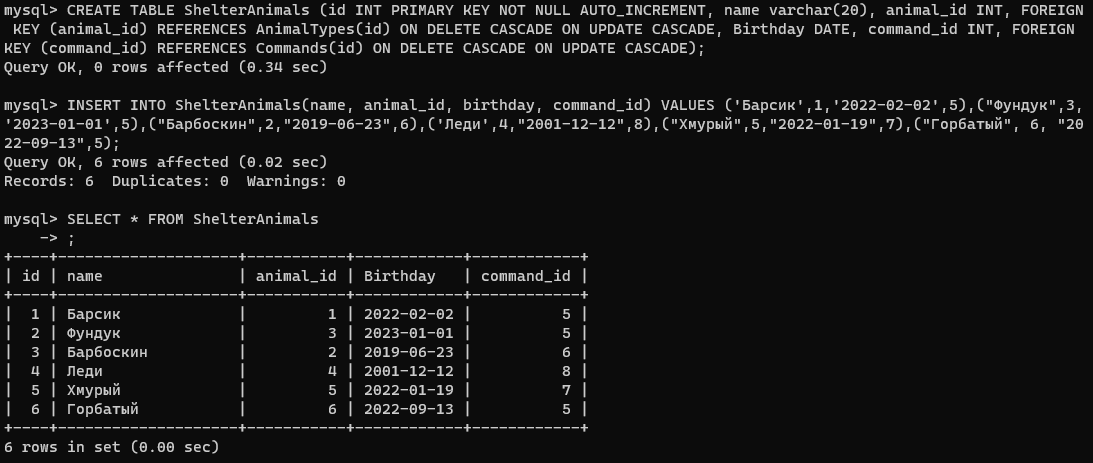 mysql> CREATE TABLE ShelterAnimals (id INT PRIMARY KEY NOT NULL AUTO_INCREMENT, name varchar(20), animal_id INT, FOREIGN
 KEY (animal_id) REFERENCES AnimalTypes(id) ON DELETE CASCADE ON UPDATE CASCADE, Birthday DATE, command_id INT, FOREIGN
KEY (command_id) REFERENCES Commands(id) ON DELETE CASCADE ON UPDATE CASCADE);
Query OK, 0 rows affected (0.34 sec)

mysql> INSERT INTO ShelterAnimals(name, animal_id, birthday, command_id) VALUES ('Барсик',1,'2022-02-02',5),("Фундук",3,
'2023-01-01',5),("Барбоскин",2,"2019-06-23",6),('Леди',4,"2001-12-12",8),("Хмурый",5,"2022-01-19",7),("Горбатый", 6, "20
22-09-13",5);
Query OK, 6 rows affected (0.02 sec)
Records: 6  Duplicates: 0  Warnings: 0

mysql> SELECT * FROM ShelterAnimals
    -> ;
+----+--------------------+-----------+------------+------------+
| id | name               | animal_id | Birthday   | command_id |
+----+--------------------+-----------+------------+------------+
|  1 | Барсик             |         1 | 2022-02-02 |          5 |
|  2 | Фундук             |         3 | 2023-01-01 |          5 |
|  3 | Барбоскин          |         2 | 2019-06-23 |          6 |
|  4 | Леди               |         4 | 2001-12-12 |          8 |
|  5 | Хмурый             |         5 | 2022-01-19 |          7 |
|  6 | Горбатый           |         6 | 2022-09-13 |          5 |
+----+--------------------+-----------+------------+------------+
6 rows in set (0.00 sec)